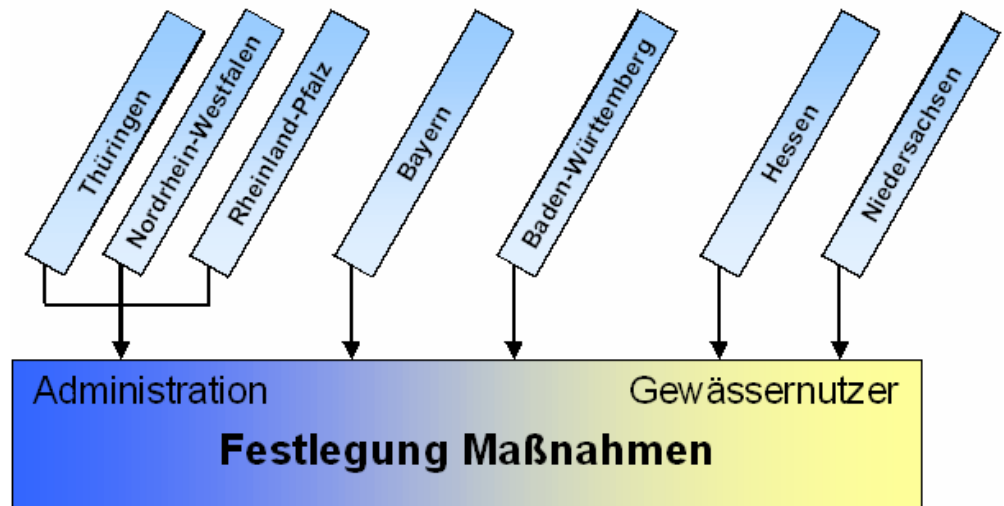 Thüringen
Nordrhein-Westfalen
Rheinland-Pfalz
Bayern
Baden-Württemberg
Hessen
Niedersachsen
Administration
Gewässernutzer
Festlegung Maßnahmen